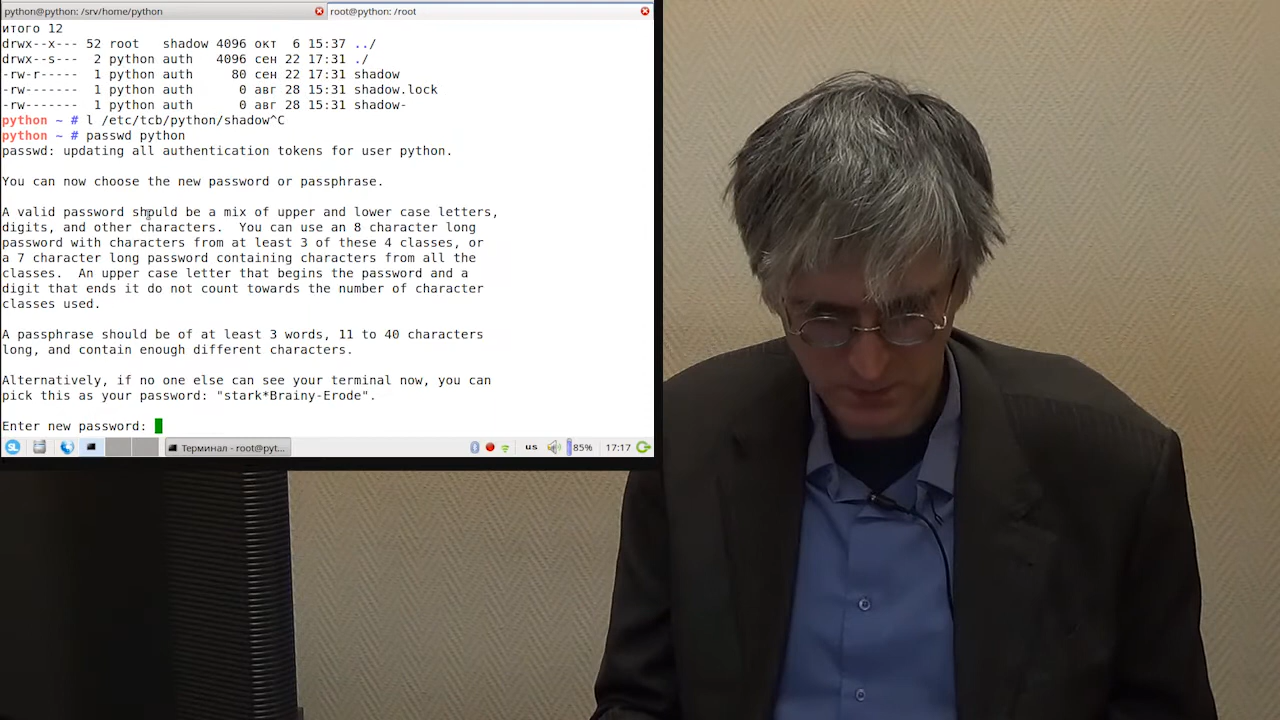 python@python: /srv/home/python
root@python: /root
итого 12
drwx--x--- 52 root   shadow 4096 окт  6 15:37 ../
drwx--s---  2 python auth   4096 сен 22 17:31 ./
-rw-r-----  1 python auth     80 сен 22 17:31 shadow
-rw-------  1 python auth      0 авг 28 15:31 shadow.lock
-rw-------  1 python auth      0 авг 28 15:31 shadow-
python ~ # l /etc/tcb/python/shadow^C
python ~ # passwd python
passwd: updating all authentication tokens for user python.
You can now choose the new password or passphrase.
A valid password should be a mix of upper and lower case letters,
digits, and other characters.  You can use an 8 character long
password with characters from at least 3 of these 4 classes, or
a 7 character long password containing characters from all the
classes.  An upper case letter that begins the password and a
digit that ends it do not count towards the number of character
classes used.
A passphrase should be of at least 3 words, 11 to 40 characters
long, and contain enough different characters.
Alternatively, if no one else can see your terminal now, you can
pick this as your password: "stark*Brainy-Erode".
Enter new password:
SL
Терминал - root@pyt...
us
85%
17:17